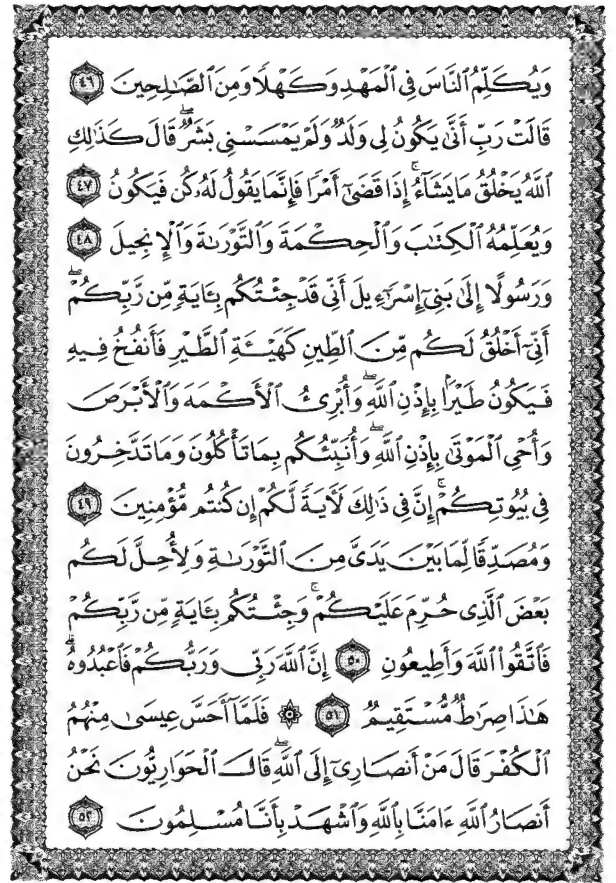 وَيُكَلِّمُ ٱلنَّاسَ فِى ٱلْمَهْدِ وَكَهْلًا وَمِنَ ٱلصَّـٰلِحِينَ ٤٦
قَالَتْ رَبِّ أَنَّىٰ يَكُونُ لِى وَلَدٌ وَلَمْ يَمْسَسْنِى بَشَرٌ ۖ قَالَ كَذَٰلِكِ
ٱللَّهُ يَخْلُقُ مَا يَشَآءُ ۚ إِذَا قَضَىٰٓ أَمْرًا فَإِنَّمَا يَقُولُ لَهُۥ كُن فَيَكُونُ ٤٧
وَيُعَلِّمُهُ ٱلْكِتَـٰبَ وَٱلْحِكْمَةَ وَٱلتَّوْرَىٰةَ وَٱلْإِنجِيلَ ٤٨
وَرَسُولًا إِلَىٰ بَنِىٓ إِسْرَٰٓءِيلَ أَنِّى قَدْ جِئْتُكُم بِـَٔايَةٍ مِّن رَّبِّكُمْ ۖ
أَنِّىٓ أَخْلُقُ لَكُم مِّنَ ٱلطِّينِ كَهَيْـَٔةِ ٱلطَّيْرِ فَأَنفُخُ فِيهِ
فَيَكُونُ طَيْرًۢا بِإِذْنِ ٱللَّهِ ۖ وَأُبْرِئُ ٱلْأَكْمَهَ وَٱلْأَبْرَصَ
وَأُحْىِ ٱلْمَوْتَىٰ بِإِذْنِ ٱللَّهِ ۖ وَأُنَبِّئُكُم بِمَا تَأْكُلُونَ وَمَا تَدَّخِرُونَ
فِى بُيُوتِكُمْ ۚ إِنَّ فِى ذَٰلِكَ لَـَٔايَةً لَّكُمْ إِن كُنتُم مُّؤْمِنِينَ ٤٩
وَمُصَدِّقًا لِّمَا بَيْنَ يَدَىَّ مِنَ ٱلتَّوْرَىٰةِ وَلِأُحِلَّ لَكُم
بَعْضَ ٱلَّذِى حُرِّمَ عَلَيْكُمْ ۚ وَجِئْتُكُم بِـَٔايَةٍ مِّن رَّبِّكُمْ
فَٱتَّقُوا۟ ٱللَّهَ وَأَطِيعُونِ ٥٠ إِنَّ ٱللَّهَ رَبِّى وَرَبُّكُمْ فَٱعْبُدُوهُ ۗ
هَـٰذَا صِرَٰطٌ مُّسْتَقِيمٌ ٥١ ۞ فَلَمَّآ أَحَسَّ عِيسَىٰ مِنْهُمُ
ٱلْكُفْرَ قَالَ مَنْ أَنصَارِىٓ إِلَى ٱللَّهِ ۖ قَالَ ٱلْحَوَارِيُّونَ نَحْنُ
أَنصَارُ ٱللَّهِ ءَامَنَّا بِٱللَّهِ وَٱشْهَدْ بِأَنَّا مُسْلِمُونَ ٥٢